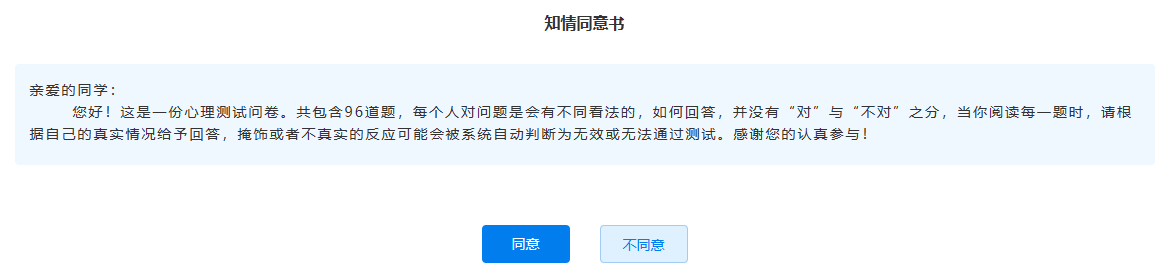 知情同意书
亲爱的同学：
您好！这是一份心理测试问卷。共包含96道题，每个人对问题是会有不同看法的，如何回答，并没有“对”与“不对”之分，当你阅读每一题时，请根
据自己的真实情况给予回答，掩饰或者不真实的反应可能会被系统自动判断为无效或无法通过测试。感谢您的认真参与！
同意
不同意